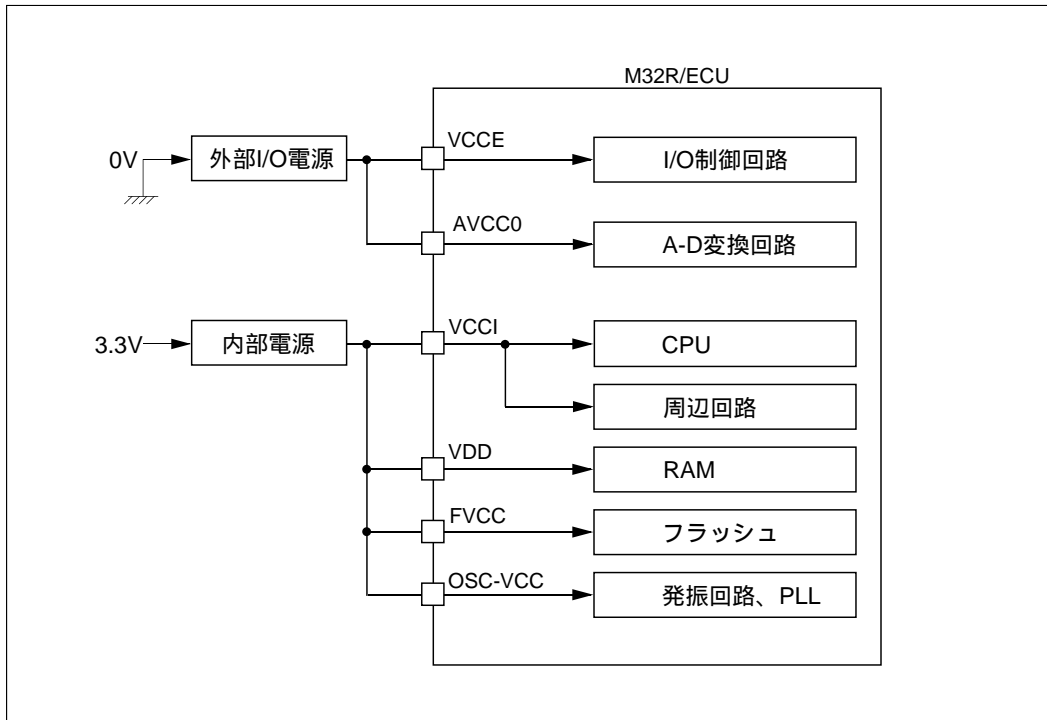 M32R/ECU
0V
外部I/O電源
VCCE
I/O制御回路
AVCC0
A-D変換回路
3.3V
内部電源
VCCI
CPU
周辺回路
VDD
RAM
FVCC
フラッシュ
OSC-VCC
発振回路、PLL